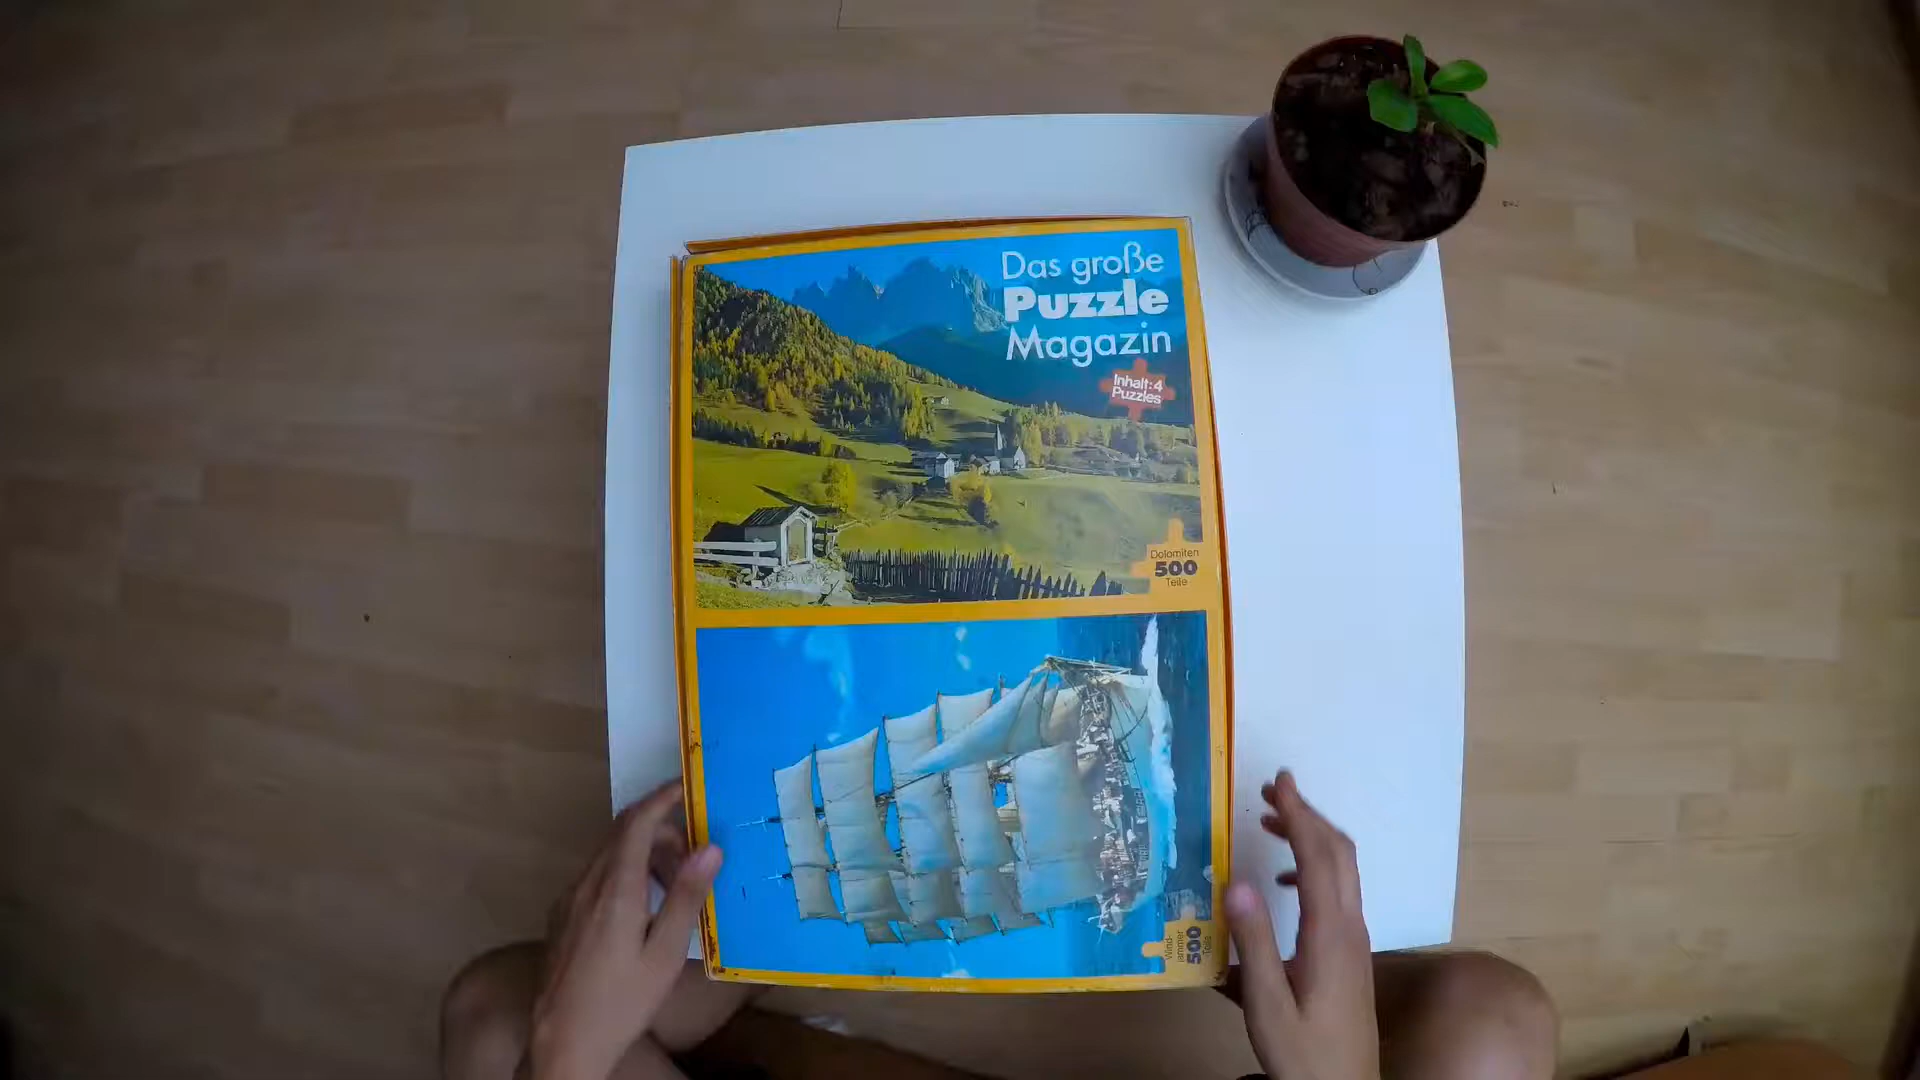 Das große
Puzzle
Magazin
Inhalt: 4
Puzzles
Dolomiten
500
Teile
Wind-
jammer
500
Teile